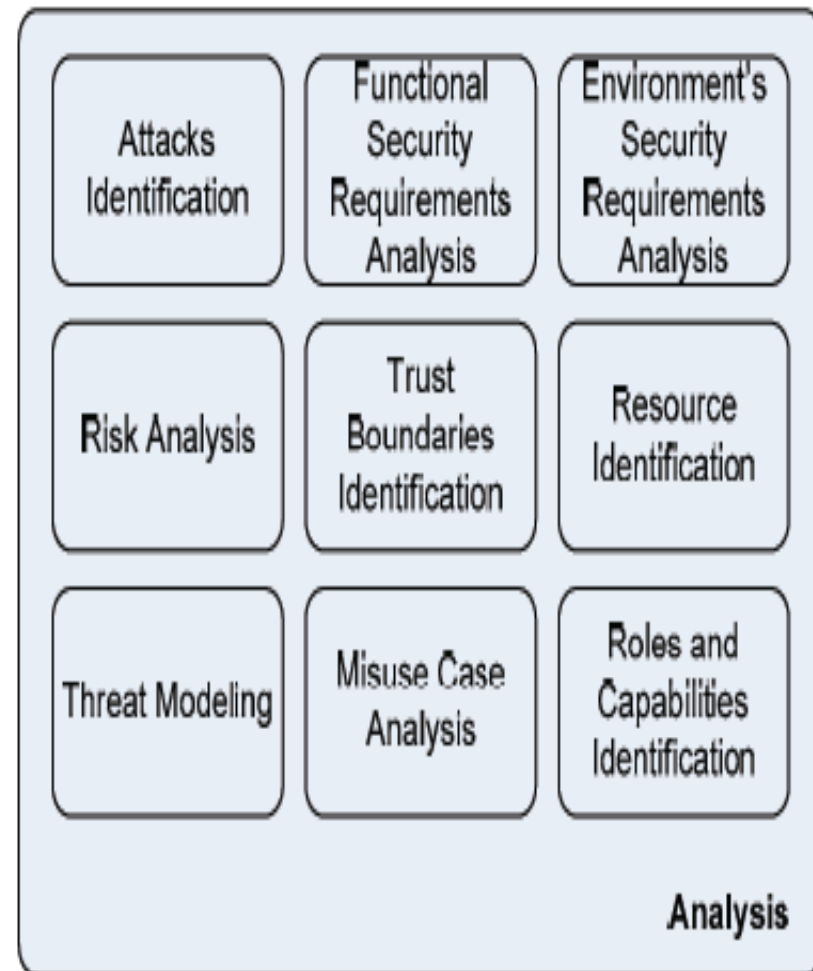 Attacks
Identification
Functional
Security
Requirements
Analysis
Environment's
Security
Requirements
Analysis
Risk Analysis
Trust
Boundaries
Identification
Resource
Identification
Threat Modeling
Misuse Case
Analysis
Roles and
Capabilities
Identification
Analysis